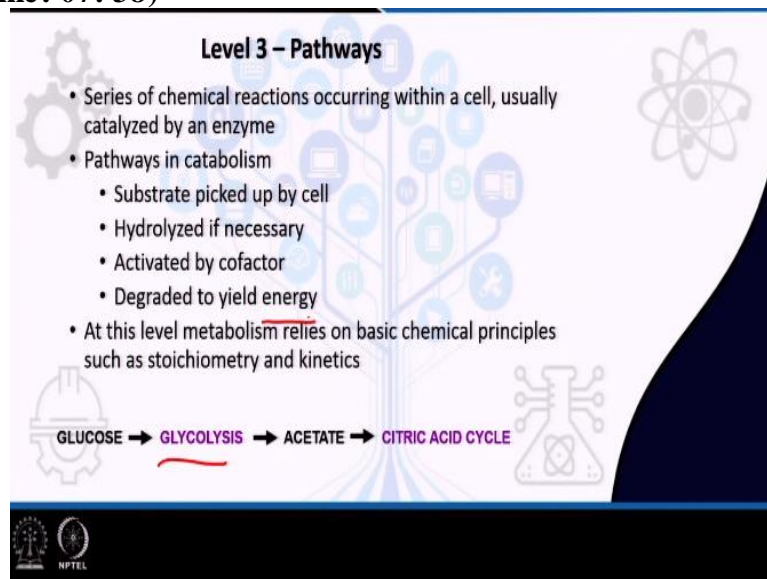 Level 3 – Pathways
• Series of chemical reactions occurring within a cell, usually
catalyzed by an enzyme
• Pathways in catabolism
• Substrate picked up by cell
• Hydrolyzed if necessary
• Activated by cofactor
• Degraded to yield energy
• At this level metabolism relies on basic chemical principles
such as stoichiometry and kinetics
GLUCOSE → GLYCOLYSIS → ACETATE → CITRIC ACID CYCLE
NPTEL